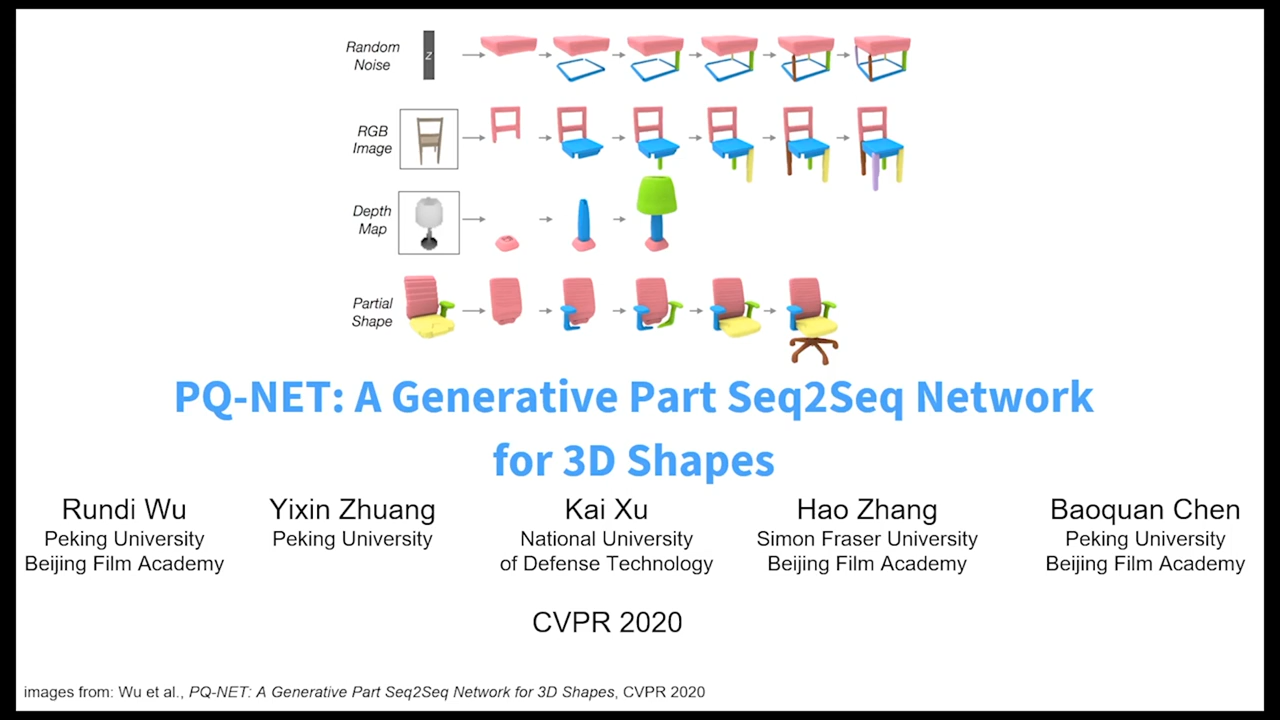 Random
Noise
z
RGB
Image
Depth
Map
Partial
Shape
PQ-NET: A Generative Part Seq2Seq Network
for 3D Shapes
Rundi Wu
Peking University
Beijing Film Academy
Yixin Zhuang
Peking University
Kai Xu
National University
of Defense Technology
Hao Zhang
Simon Fraser University
Beijing Film Academy
Baoquan Chen
Peking University
Beijing Film Academy
CVPR 2020
images from: Wu et al., PQ-NET: A Generative Part Seq2Seq Network for 3D Shapes, CVPR 2020